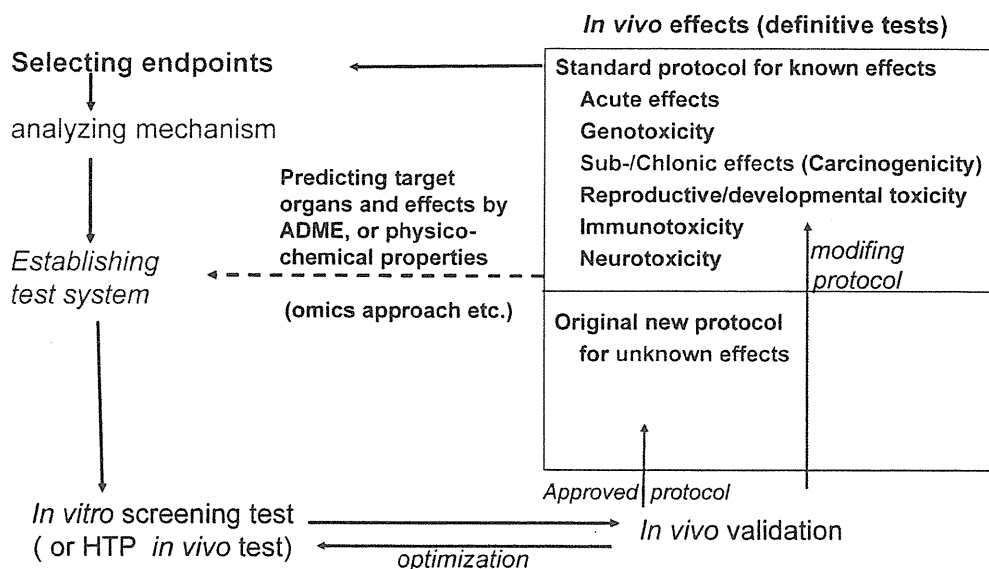 In vivo effects (definitive tests)
Selecting endpoints
analyzing mechanism
Establishing
test system
In vitro screening test
( or HTP in vivo test)
Predicting target
organs and effects by
ADME, or physico-
chemical properties
(omics approach etc.)
Standard protocol for known effects
Acute effects
Genotoxicity
Sub-/Chlonic effects (Carcinogenicity)
Reproductive/developmental toxicity
Immunotoxicity
Neurotoxicity
modifing
protocol
Original new protocol
for unknown effects
Approved protocol
In vivo validation
optimization